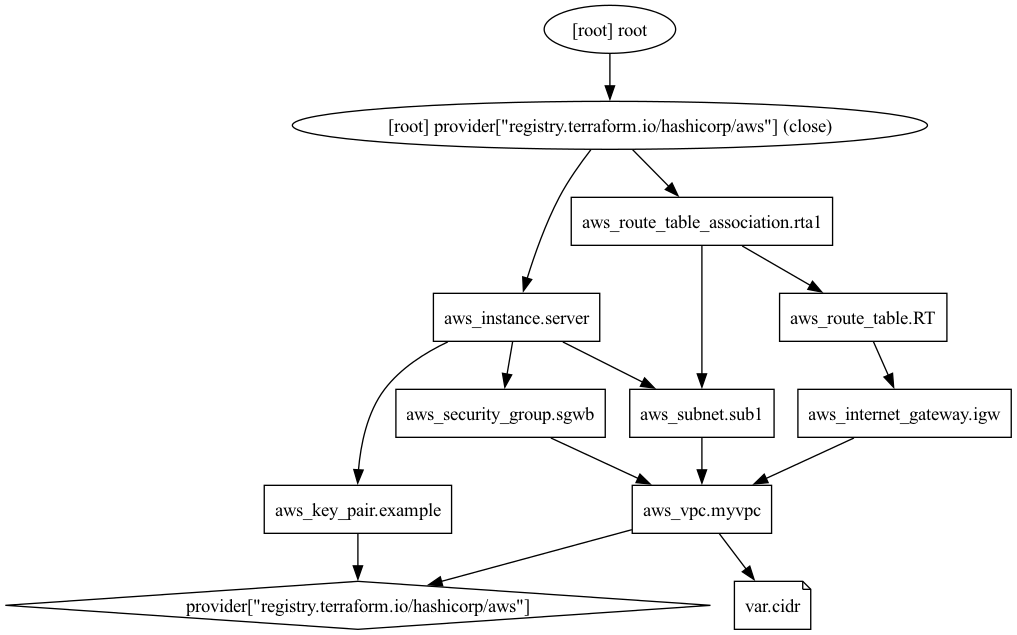 [root] root
[root] provider["registry.terraform.io/hashicorp/aws"] (close)
aws_route_table_association.rta1
aws_instance.server
aws_route_table.RT
aws_security_group.sgwb
aws_subnet.sub1
aws_internet_gateway.igw
aws_key_pair.example
aws_vpc.myvpc
provider["registry.terraform.io/hashicorp/aws"]
var.cidr